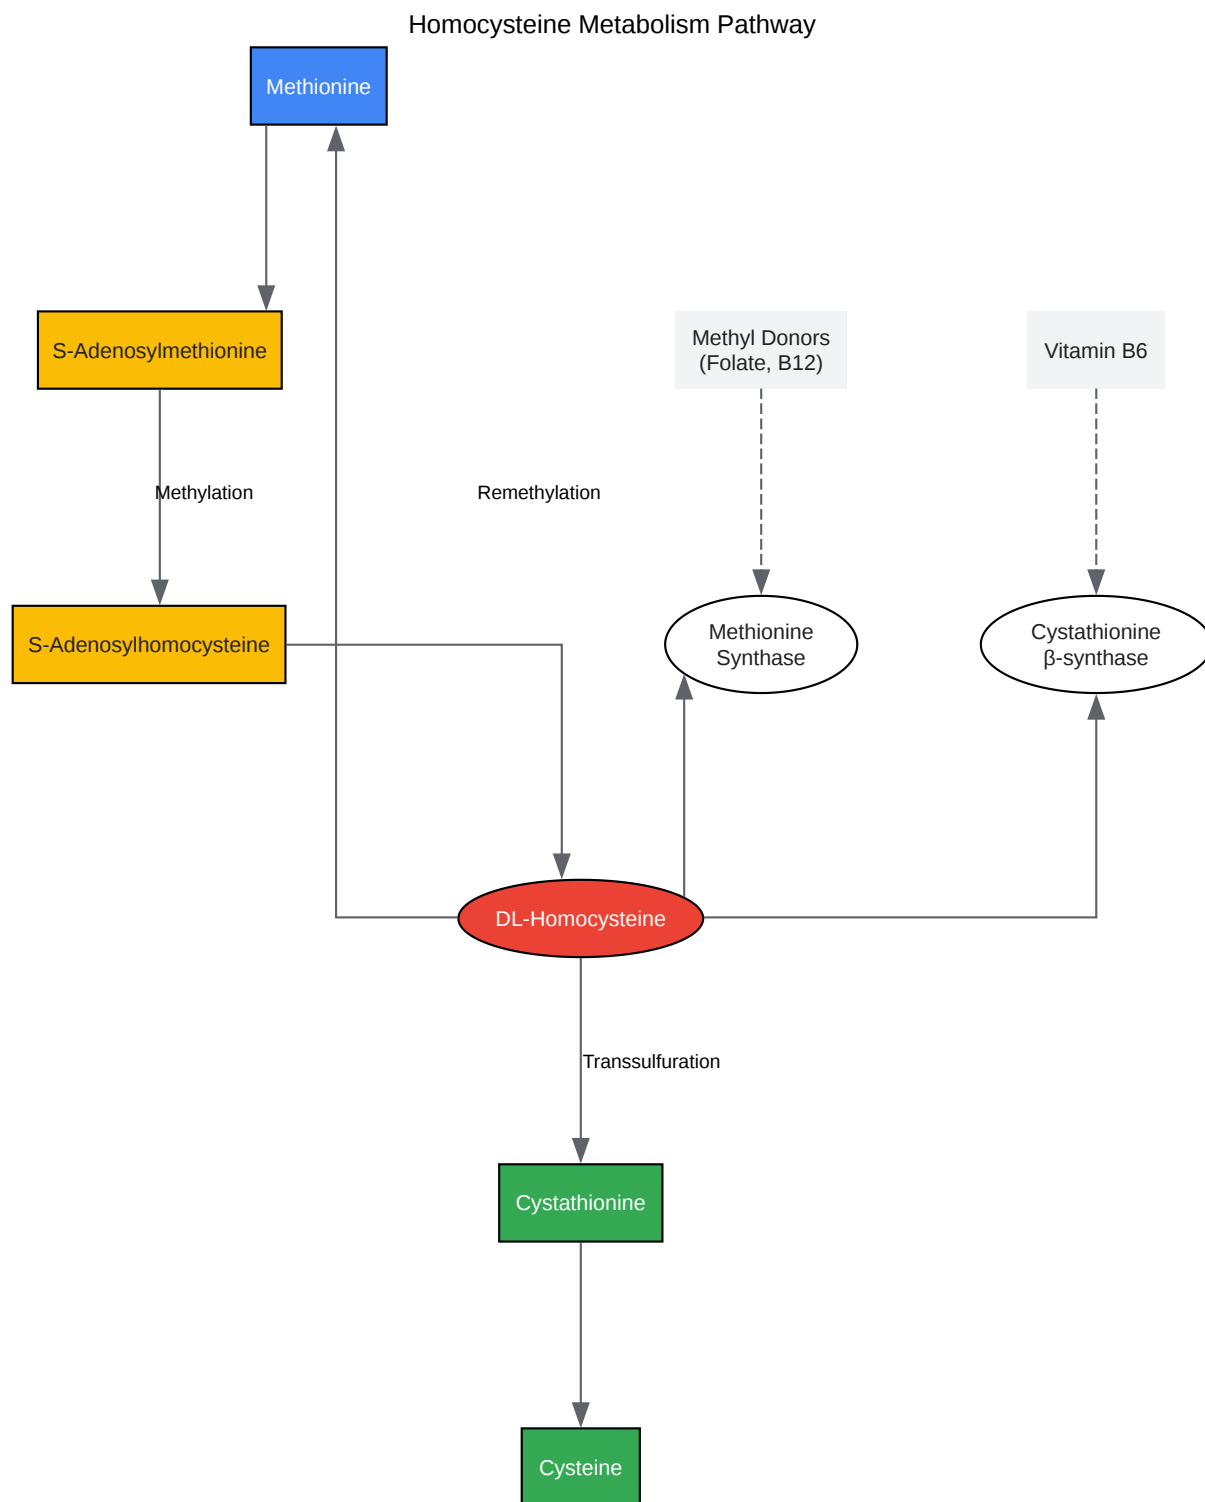 Homocysteine Metabolism Pathway
Methionine
S-Adenosylmethionine
Methyl Donors
(Folate, B12)
Vitamin B6
Methylation
Remethylation
S-Adenosylhomocysteine
Methionine
Synthase
Cystathionine
β-synthase
DL-Homocysteine
Transsulfuration
Cystathionine
Cysteine